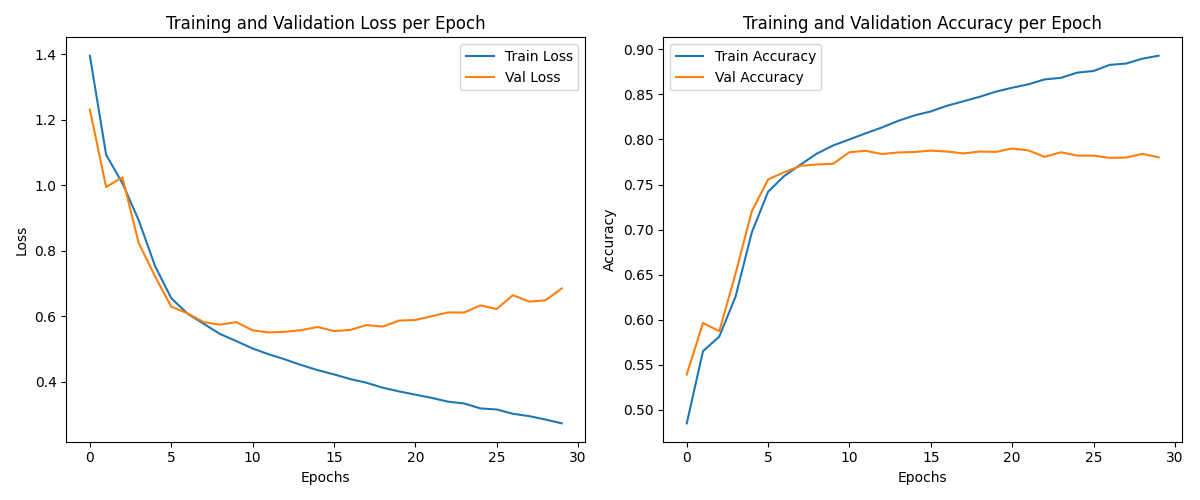 Training and Validation Loss per Epoch
Train Loss
Val Loss
1.4
1.2
1.0
0.8
0.6
0.4
Loss
0 5 10 15 20 25 30
Epochs
Training and Validation Accuracy per Epoch
Train Accuracy
Val Accuracy
0.90
0.85
0.80
0.75
0.70
0.65
0.60
0.55
0.50
Accuracy
0 5 10 15 20 25 30
Epochs